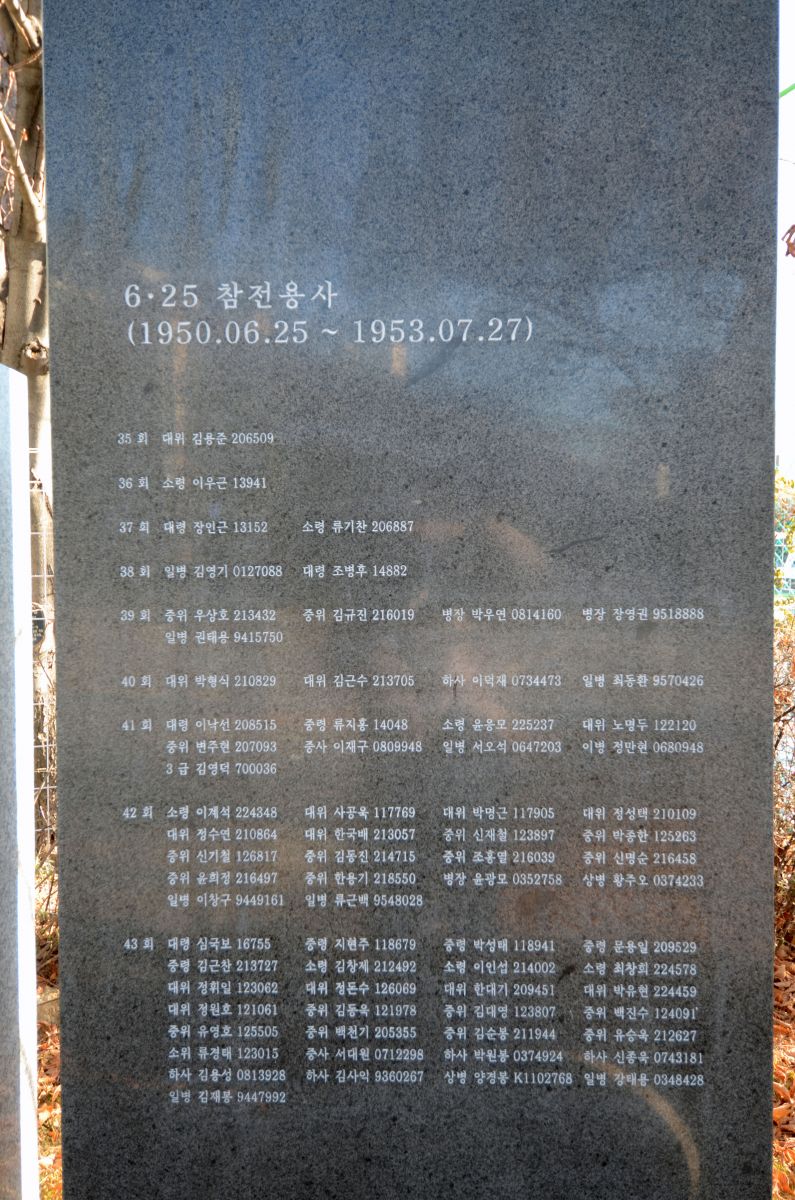 6·25 참전용사
(1950.06.25 ~ 1953.07.27)
35 회 대위 김용준 206509
36 회 소령 이우근 13941
37 회 대령 장인근 13152 소령 류기찬 206887
38 회 일병 김영기 0127088 대령 조병후 14882
39 회 중위 우상호 213432 중위 김규진 216019 병장 박우연 0814160 병장 장영권 9518888
일병 권태용 9415750
40 회 대위 박형식 210829 대위 김근수 213705 하사 이덕재 0734473 일병 최동환 9570426
41 회 대령 이낙선 208515 중령 류지홍 14048 소령 윤응모 225237 대위 노명두 122120
중위 변주현 207093 중사 이재구 0809948 일병 서오석 0647203 이병 정만현 0680948
3 급 김영덕 700036
42 회 소령 이계석 224348 대위 사공욱 117769 대위 박명근 117905 대위 정성택 210109
대위 정수연 210864 대위 한국배 213057 중위 신재철 123897 중위 박종한 125263
중위 신기철 126817 중위 김동진 214715 중위 조홍열 216039 중위 신명순 216458
중위 윤희정 216497 중위 한용기 218550 병장 윤광모 0352758 상병 황주오 0374233
일병 이창구 9449161 일병 류근백 9548028
43 회 대령 심국보 16755 중령 지현주 118679 중령 박성태 118941 중령 문용일 209529
중령 김근찬 213727 소령 김창제 212492 소령 이인섭 214002 소령 최창희 224578
대위 정휘일 123062 대위 정돈수 126069 대위 한대기 209451 대위 박유현 224459
대위 정원호 121061 중위 김동욱 121978 중위 김대영 123807 중위 백진수 124091
중위 유영호 125505 중위 백천기 205355 중위 김순봉 211944 중위 유승욱 212627
소위 류경태 123015 중사 서대원 0712298 하사 박원봉 0374924 하사 신종욱 0743181
하사 김용성 0813928 하사 김사익 9360267 상병 양경봉 K1102768 일병 강태용 0348428
일병 김재봉 9447992